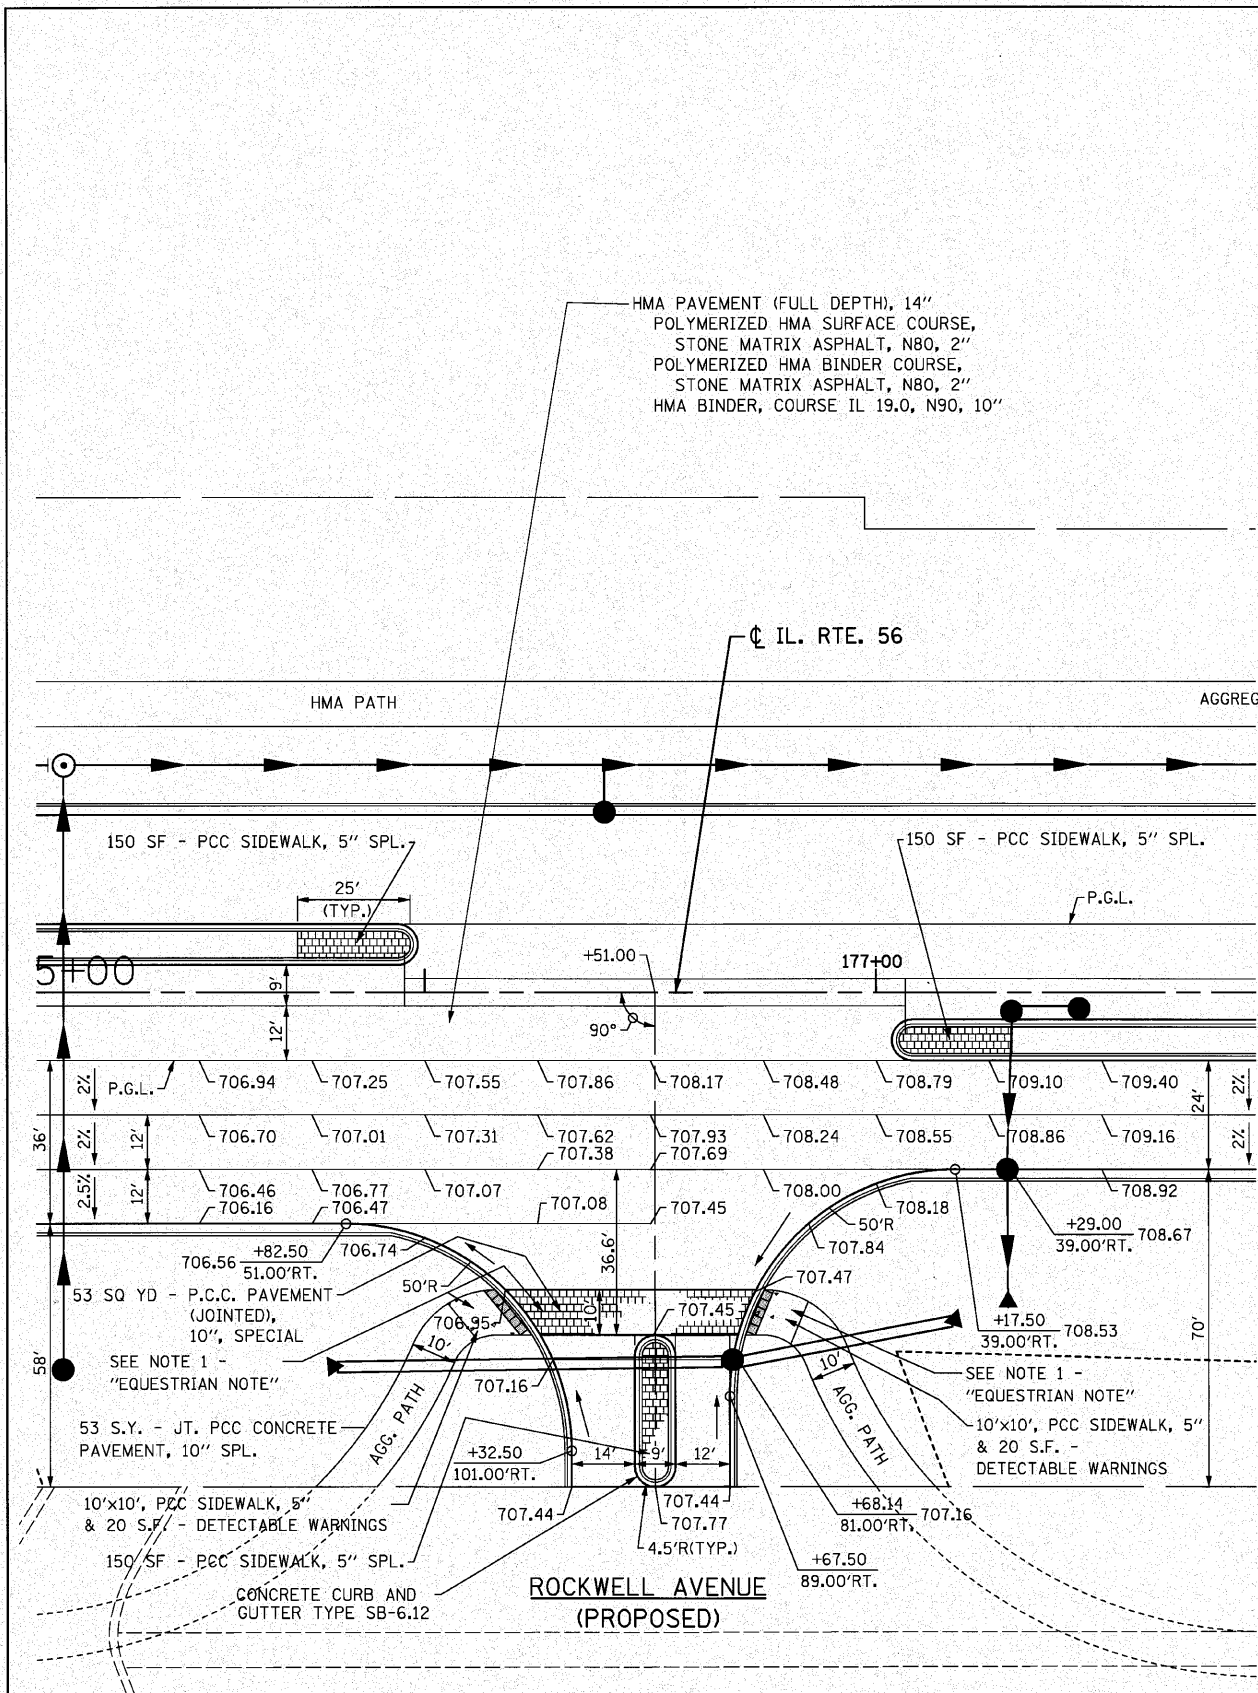 HMA PAVEMENT (FULL DEPTH), 14"
POLYMERIZED HMA SURFACE COURSE,
STONE MATRIX ASPHALT, N80, 2"
POLYMERIZED HMA BINDER COURSE,
STONE MATRIX ASPHALT, N80, 2"
HMA BINDER, COURSE IL 19.0, N90, 10"
℄ IL. RTE. 56
HMA PATH
AGGREG
150 SF - PCC SIDEWALK, 5" SPL.
150 SF - PCC SIDEWALK, 5" SPL.
25'
(TYP.)
P.G.L.
5+00
+51.00
177+00
9'
90°
12'
2%
P.G.L.
706.94
707.25
707.55
707.86
708.17
708.48
708.79
709.10
709.40
24'
2%
36'
2%
12'
706.70
707.01
707.31
707.62
707.93
708.24
708.55
708.86
709.16
2%
707.38
707.69
2.5%
12'
706.46
706.77
707.07
708.00
708.92
706.16
706.47
707.08
707.45
708.18
50'R
+29.00
39.00'RT.
708.67
706.56
+82.50
51.00'RT.
706.74
36.6'
707.84
50'R
707.47
53 SQ YD - P.C.C. PAVEMENT
(JOINTED),
10", SPECIAL
706.95
10'
707.45
+17.50
39.00'RT.
708.53
70'
58'
10'
10'
SEE NOTE 1 -
"EQUESTRIAN NOTE"
707.16
SEE NOTE 1 -
"EQUESTRIAN NOTE"
AGG. PATH
AGG. PATH
53 S.Y. - JT. PCC CONCRETE
PAVEMENT, 10" SPL.
+32.50
101.00'RT.
14'
9'
12'
10'x10', PCC SIDEWALK, 5"
& 20 S.F. -
DETECTABLE WARNINGS
10'x10', PCC SIDEWALK, 5"
& 20 S.F. - DETECTABLE WARNINGS
707.44
707.44
707.77
+68.14
81.00'RT.
707.16
150 SF - PCC SIDEWALK, 5" SPL.
4.5'R(TYP.)
+67.50
89.00'RT.
CONCRETE CURB AND
GUTTER TYPE SB-6.12
ROCKWELL AVENUE
(PROPOSED)